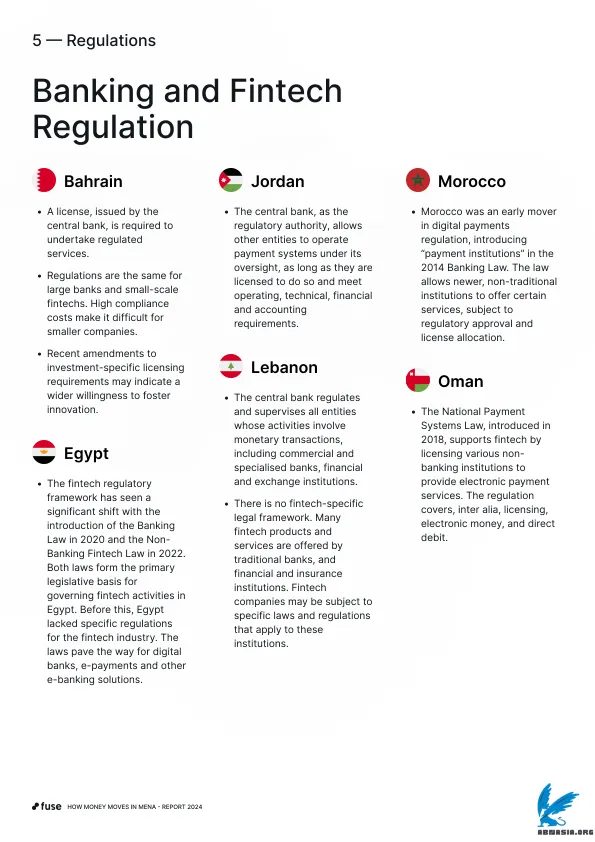 5 — Regulations
Banking and Fintech
Regulation
Bahrain
• A license, issued by the
central bank, is required to
undertake regulated
services.
• Regulations are the same for
large banks and small-scale
fintechs. High compliance
costs make it difficult for
smaller companies.
• Recent amendments to
investment-specific licensing
requirements may indicate a
wider willingness to foster
innovation.
Egypt
• The fintech regulatory
framework has seen a
significant shift with the
introduction of the Banking
Law in 2020 and the Non-
Banking Fintech Law in 2022.
Both laws form the primary
legislative basis for
governing fintech activities in
Egypt. Before this, Egypt
lacked specific regulations
for the fintech industry. The
laws pave the way for digital
banks, e-payments and other
e-banking solutions.
Jordan
• The central bank, as the
regulatory authority, allows
other entities to operate
payment systems under its
oversight, as long as they are
licensed to do so and meet
operating, technical, financial
and accounting
requirements.
Lebanon
• The central bank regulates
and supervises all entities
whose activities involve
monetary transactions,
including commercial and
specialised banks, financial
and exchange institutions.
• There is no fintech-specific
legal framework. Many
fintech products and
services are offered by
traditional banks, and
financial and insurance
institutions. Fintech
companies may be subject to
specific laws and regulations
that apply to these
institutions.
Morocco
• Morocco was an early mover
in digital payments
regulation, introducing
“payment institutions” in the
2014 Banking Law. The law
allows newer, non-traditional
institutions to offer certain
services, subject to
regulatory approval and
license allocation.
Oman
• The National Payment
Systems Law, introduced in
2018, supports fintech by
licensing various non-
banking institutions to
provide electronic payment
services. The regulation
covers, inter alia, licensing,
electronic money, and direct
debit.
fuse HOW MONEY MOVES IN MENA - REPORT 2024
ABNASIA.ORG